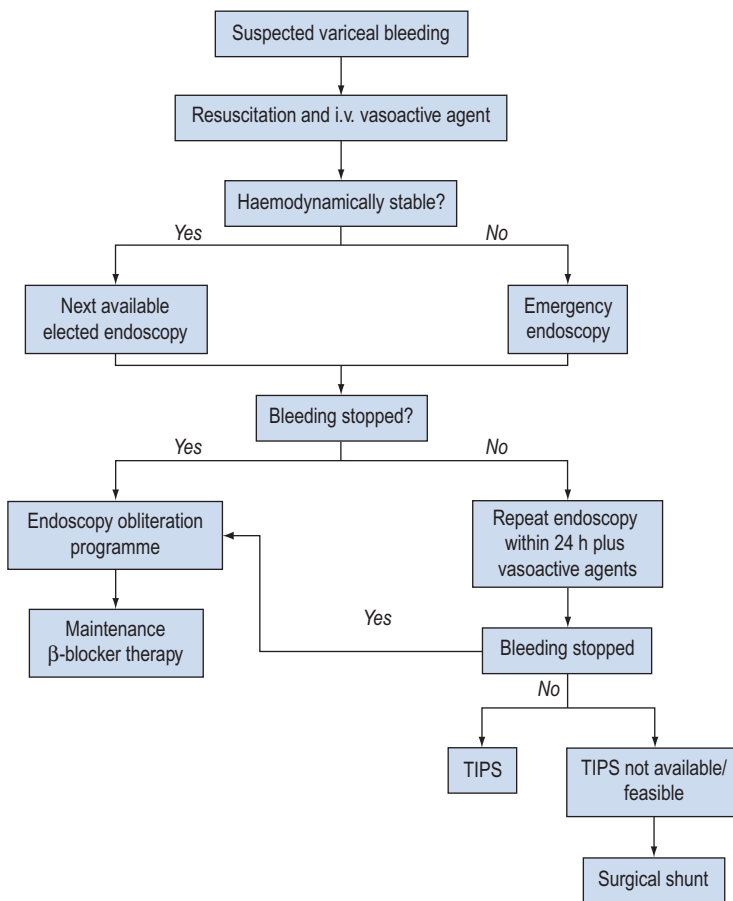 Suspected variceal bleeding
Resuscitation and i.v. vasoactive agent
Haemodynamically stable?
Yes
No
Next available
elected endoscopy
Emergency
endoscopy
Bleeding stopped?
Yes
No
Endoscopy obliteration
programme
Repeat endoscopy
within 24 h plus
vasoactive agents
Maintenance
β-blocker therapy
Yes
Bleeding stopped
No
TIPS
TIPS not available/
feasible
Surgical shunt